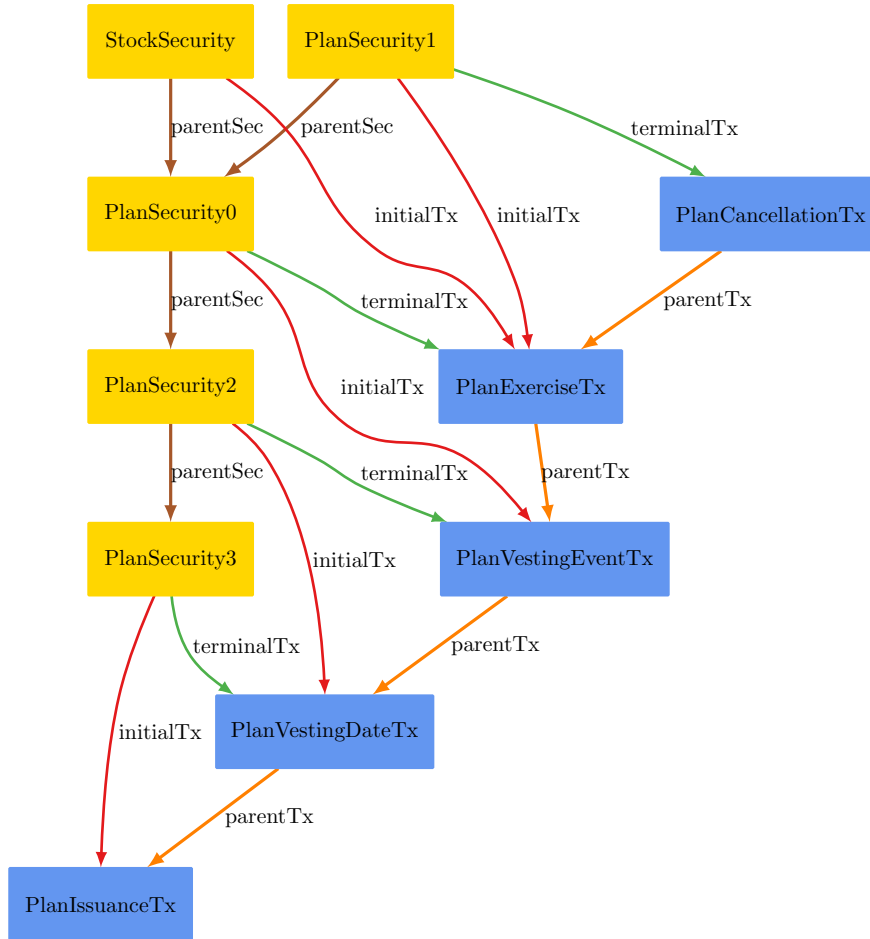 StockSecurity
PlanSecurity1
parentSec
parentSec
terminalTx
PlanSecurity0
initialTx
initialTx
PlanCancellationTx
parentSec
terminalTx
parentTx
PlanSecurity2
initialTx
PlanExerciseTx
parentSec
terminalTx
parentTx
PlanSecurity3
initialTx
PlanVestingEventTx
terminalTx
parentTx
initialTx
PlanVestingDateTx
parentTx
PlanIssuanceTx